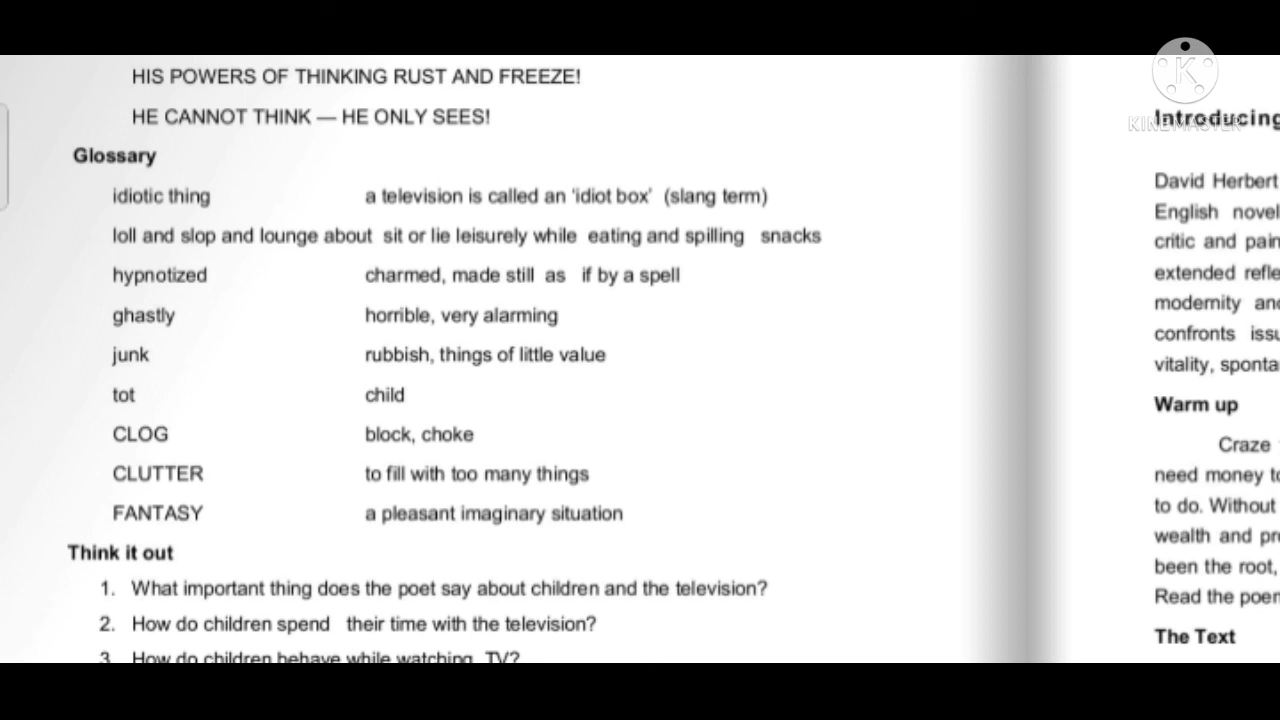 HIS POWERS OF THINKING RUST AND FREEZE!
HE CANNOT THINK — HE ONLY SEES!
Glossary
idiotic thing a television is called an 'idiot box' (slang term)
loll and slop and lounge about sit or lie leisurely while eating and spilling snacks
hypnotized charmed, made still as if by a spell
ghastly horrible, very alarming
junk rubbish, things of little value
tot child
CLOG block, choke
CLUTTER to fill with too many things
FANTASY a pleasant imaginary situation
Think it out
1. What important thing does the poet say about children and the television?
2. How do children spend their time with the television?
3. How do children behave while watching TV?
K
KINEMASTER
Introducing
David Herbert
English novel
critic and pain
extended refle
modernity and
confronts issu
vitality, sponta
Warm up
Craze
need money to
to do. Without
wealth and pro
been the root,
Read the poem
The Text